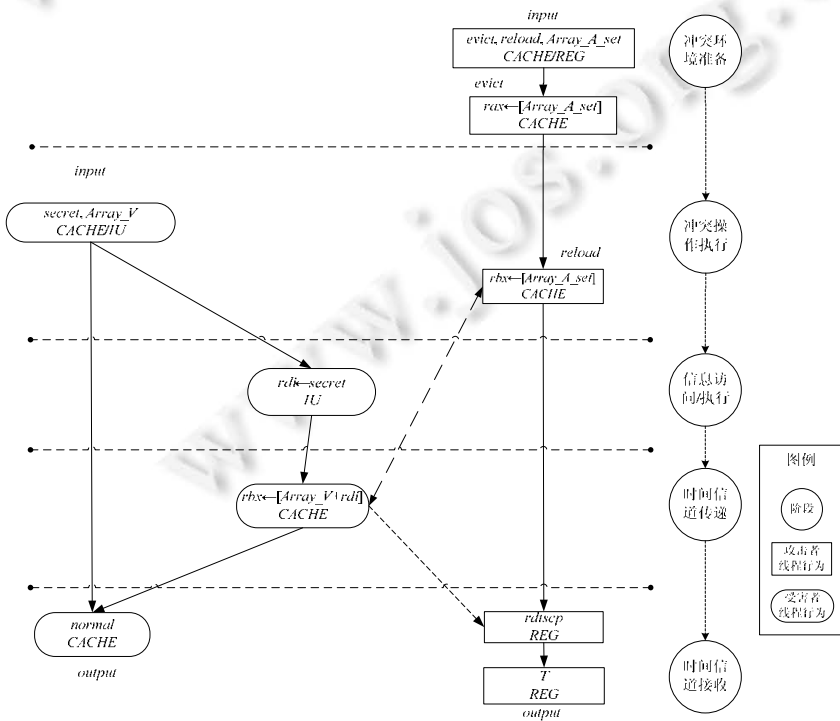 input
evict, reload, Array_A_set
CACHE/REG
冲突环
境准备
evict
rax←[Array_A_set]
CACHE
input
secret, Array_V
CACHE/IU
冲突操
作执行
reload
rbx←[Array_A_set]
CACHE
rdi←secret
IU
信息访
问/执行
图例
rbx←[Array_V+rdi]
CACHE
时间信
道传递
阶段
攻击者
线程行为
受害者
线程行为
normal
CACHE
output
rdtscp
REG
T
REG
output
时间信
道接收
www.jos.org.